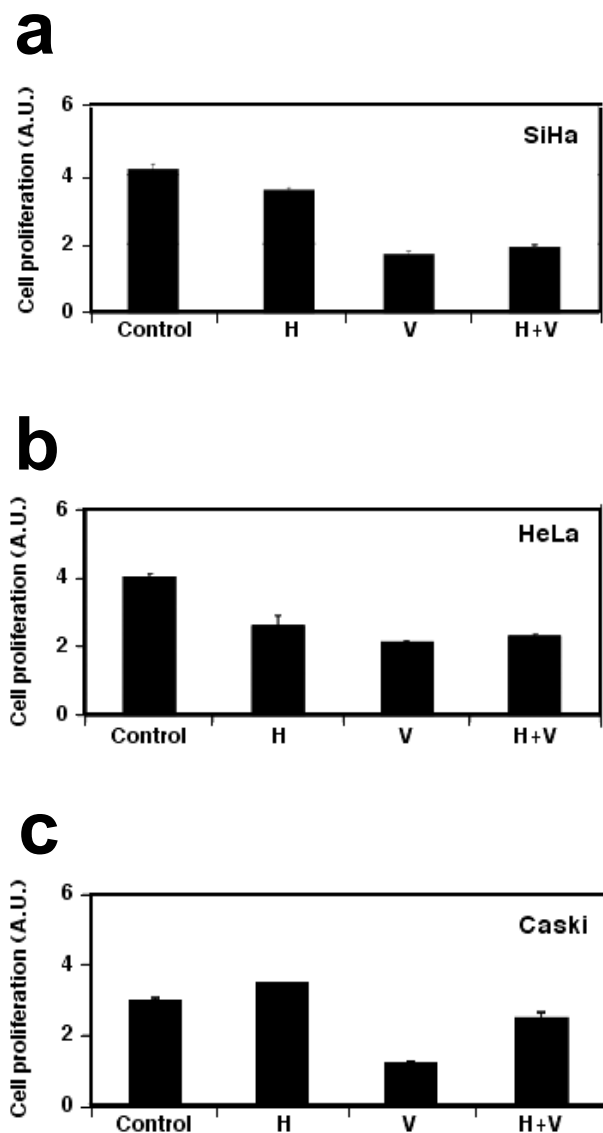 a
Cell proliferation (A.U.)
6
4
2
0
SiHa
Control H V H+V
b
Cell proliferation (A.U.)
6
4
2
0
HeLa
Control H V H+V
c
Cell proliferation (A.U.)
6
4
2
0
Caski
Control H V H+V